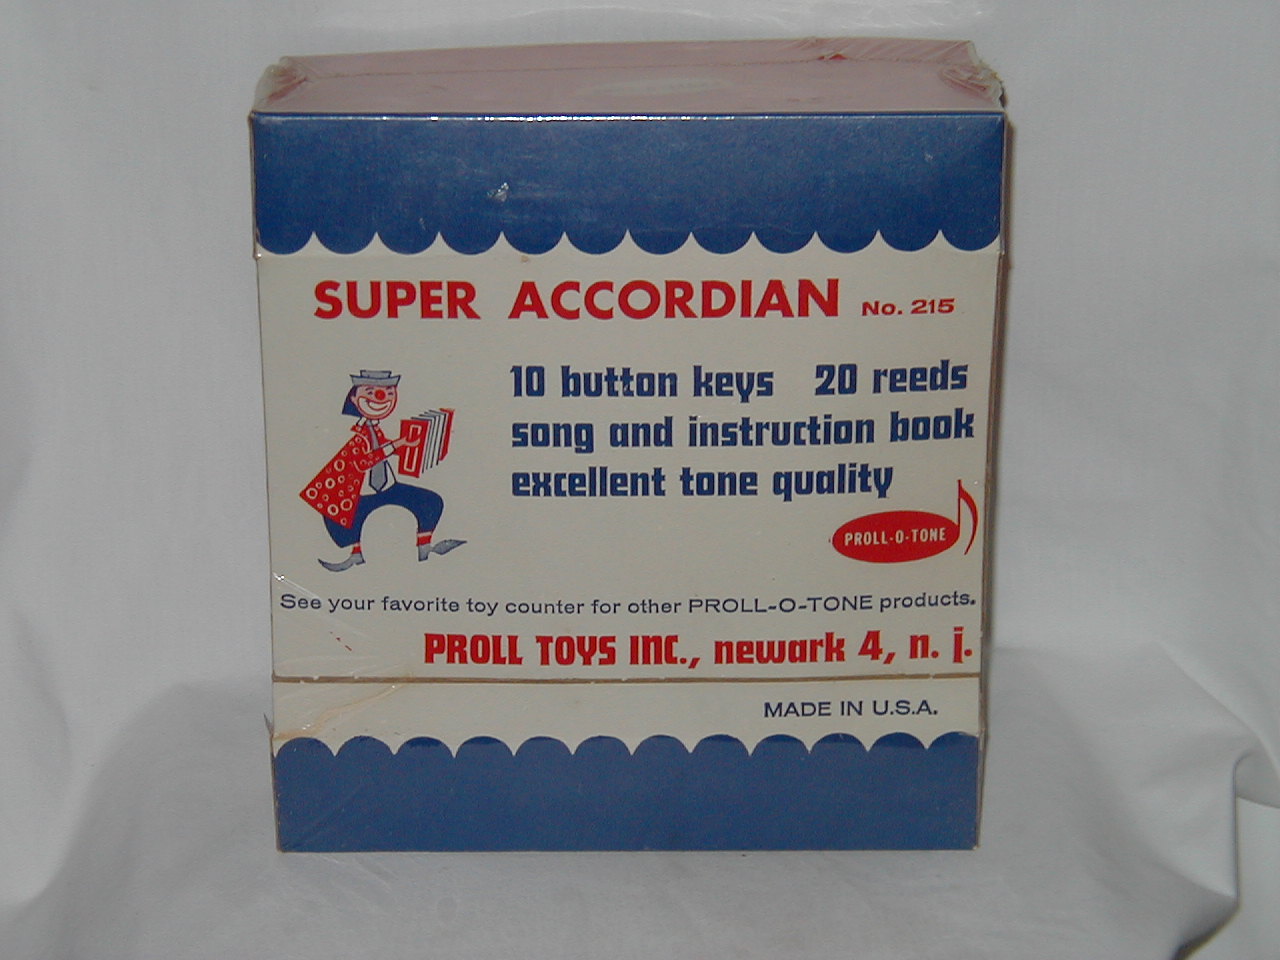 SUPER ACCORDIAN No. 215
10 button keys 20 reeds
song and instruction book
excellent tone quality
PROLL-O-TONE
See your favorite toy counter for other PROLL-O-TONE products.
PROLL TOYS INC., newark 4, n. j.
MADE IN U.S.A.